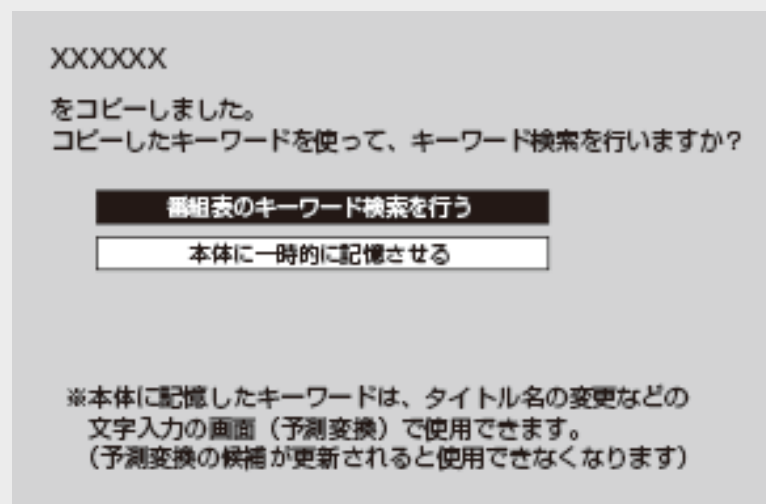 XXXXXX
をコピーしました。
コピーしたキーワードを使って、キーワード検索を行いますか？
番組表のキーワード検索を行う
本体に一時的に記憶させる
※本体に記憶したキーワードは、タイトル名の変更などの
文字入力の画面（予測変換）で使用できます。
（予測変換の候補が更新されると使用できなくなります）